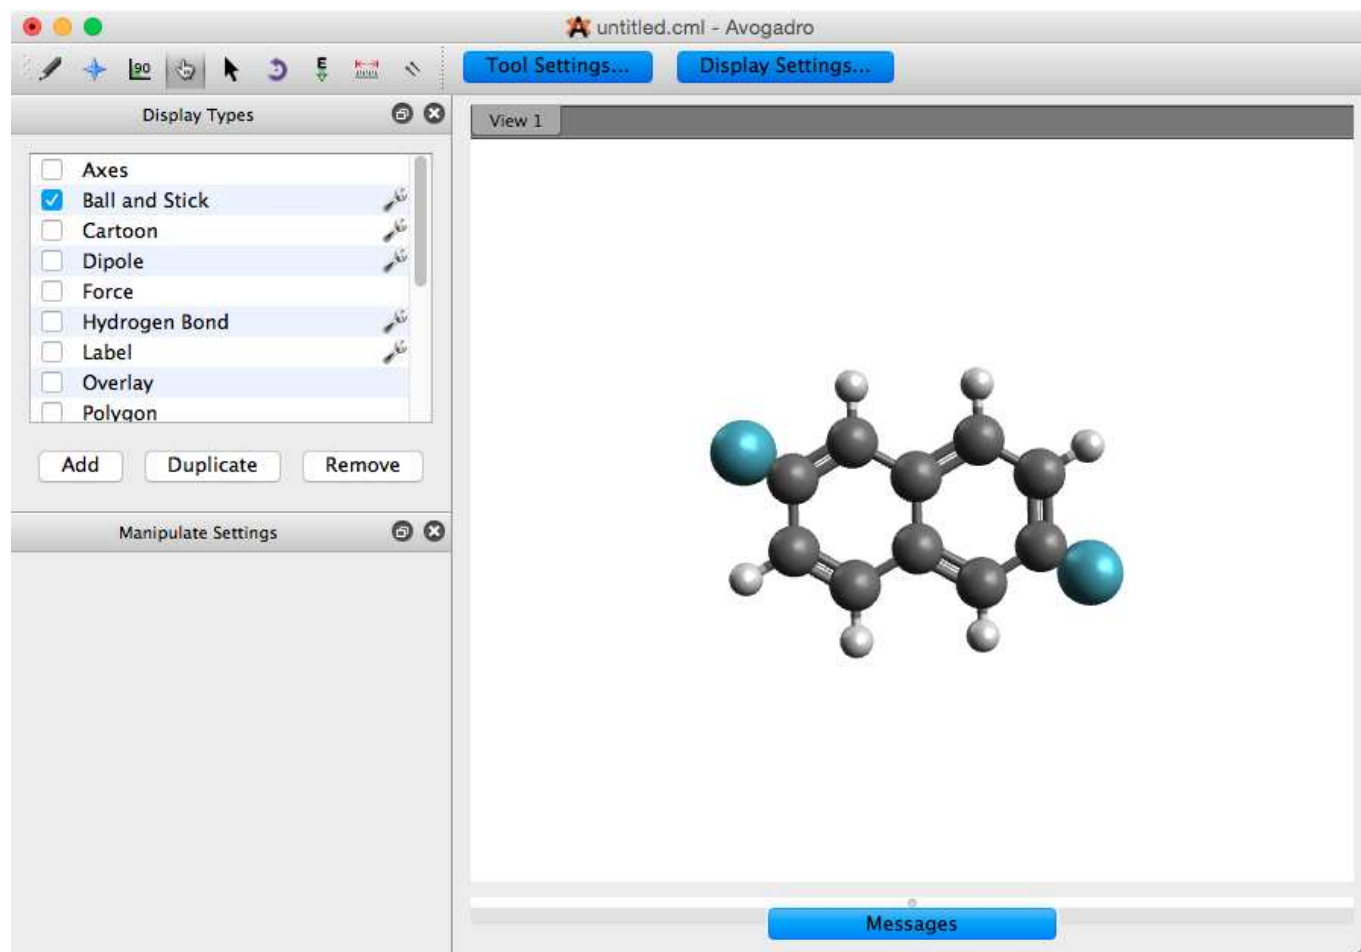 untitled.cml - Avogadro
90
E
Tool Settings...
Display Settings...
Display Types
View 1
Axes
Ball and Stick
Cartoon
Dipole
Force
Hydrogen Bond
Label
Overlay
Polygon
Add
Duplicate
Remove
Manipulate Settings
Messages